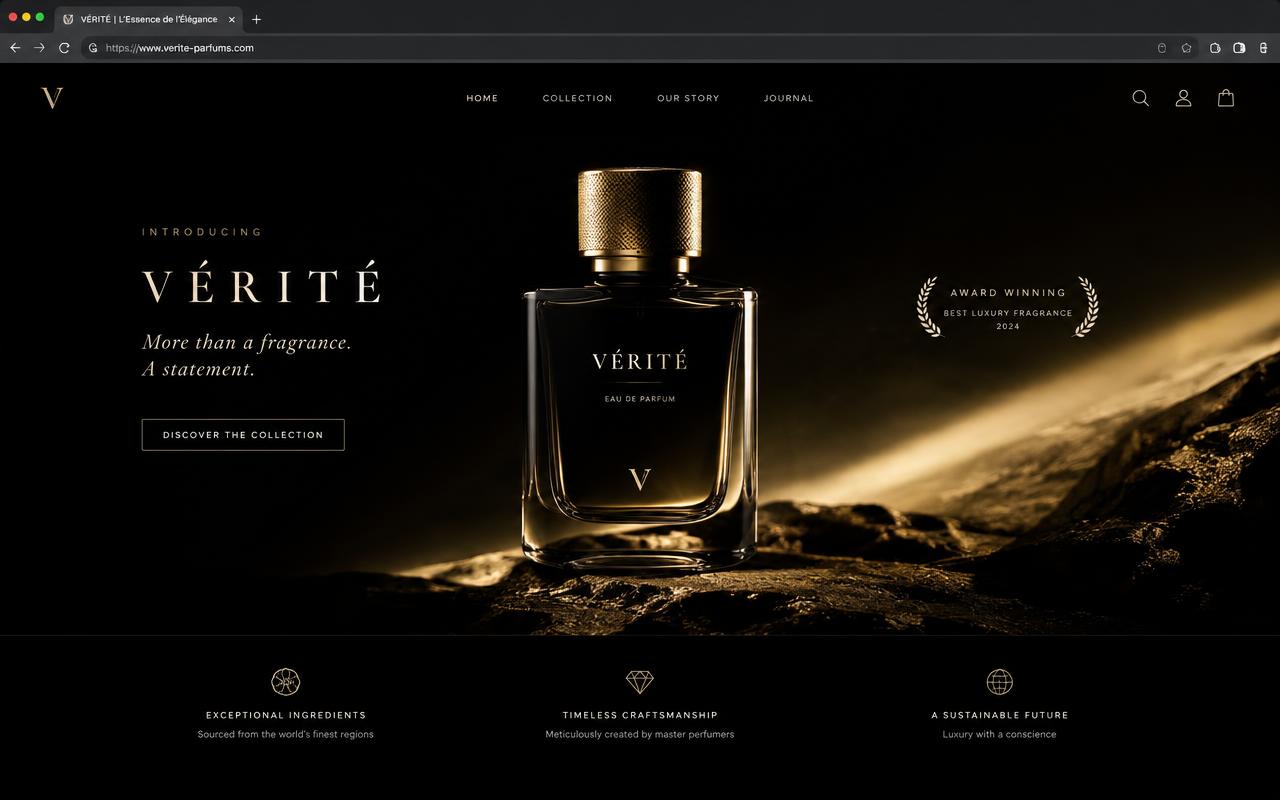 VÉRITÉ | L'Essence de l'Élégance
https://www.verite-parfums.com
V
HOME
COLLECTION
OUR STORY
JOURNAL
INTRODUCING
VÉRITÉ
More than a fragrance.
A statement.
DISCOVER THE COLLECTION
VÉRITÉ
EAU DE PARFUM
V
AWARD WINNING
BEST LUXURY FRAGRANCE
2024
EXCEPTIONAL INGREDIENTS
Sourced from the world's finest regions
TIMELESS CRAFTSMANSHIP
Meticulously created by master perfumers
A SUSTAINABLE FUTURE
Luxury with a conscience